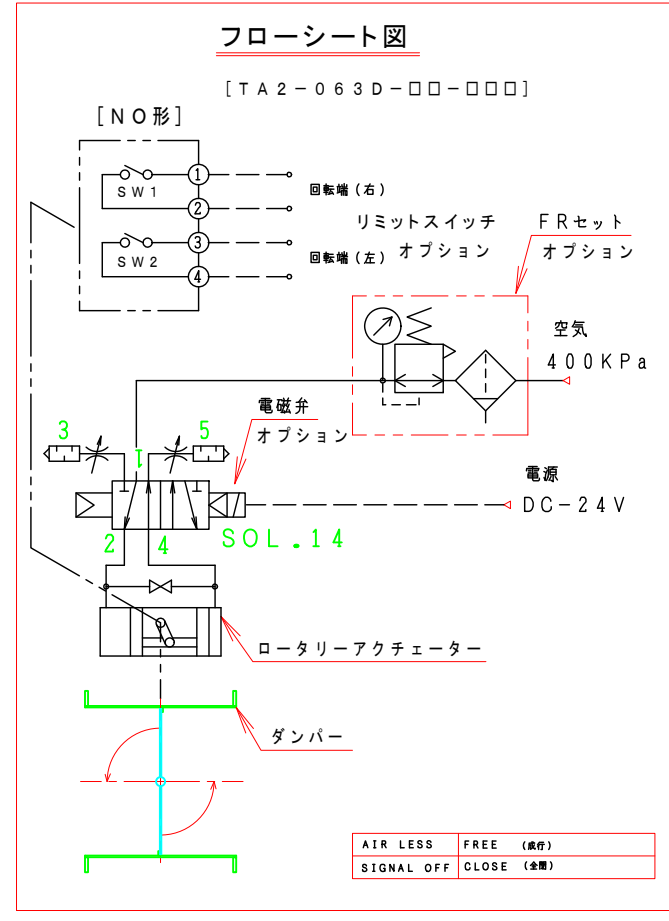 フローシート図
[TA2-063D-□□-□□□]
[NO形]
SW1
①
②
回転端(右)
SW2
③
④
回転端(左)
リミットスイッチ
オプション
FRセット
オプション
空気
400KPa
電磁弁
オプション
3
1
5
電源
DC-24V
2
4
SOL.14
ロータリーアクチェーター
ダンパー
AIR LESS FREE (成行)
SIGNAL OFF CLOSE (全閉)